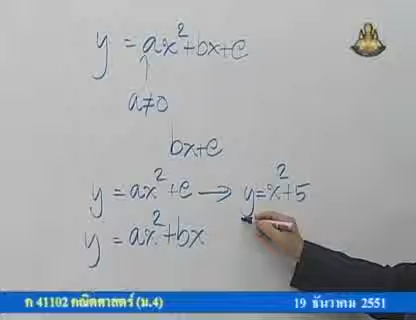 y = ax² + bx + c
a ≠ 0
bx + c
y = ax² + c → y = x² + 5
y = ax² + bx
ค 41102 คณิตศาสตร์ (ม.4) 19 ธันวาคม 2551